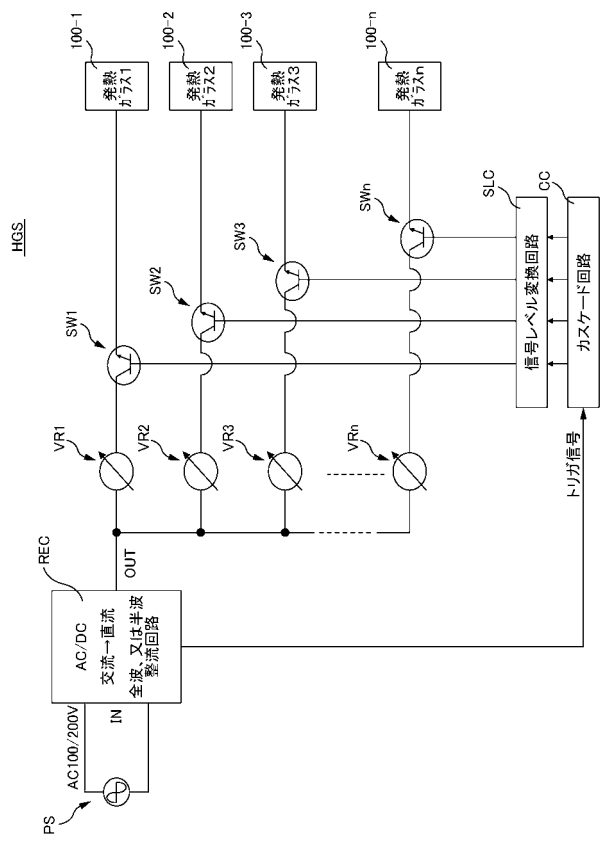 HGS
PS
AC100/200V
IN
REC
AC/DC
交流→直流
全波、又は半波
整流回路
OUT
VR1
VR2
VR3
VRn
SW1
SW2
SW3
SWn
100-1
発熱
ガラス1
100-2
発熱
ガラス2
100-3
発熱
ガラス3
100-n
発熱
ガラスn
SLC
信号レベル変換回路
CC
カスケード回路
トリガ信号